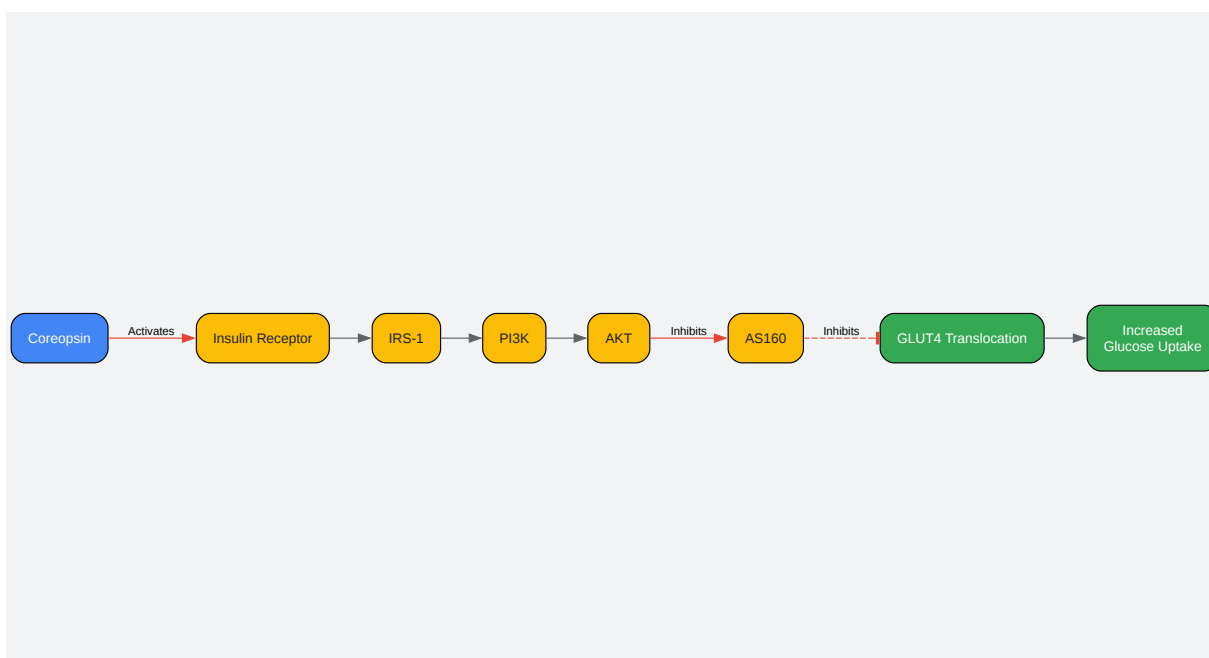 Coreopsin
Activates
Insulin Receptor
IRS-1
PI3K
AKT
Inhibits
AS160
Inhibits
GLUT4 Translocation
Increased
Glucose Uptake